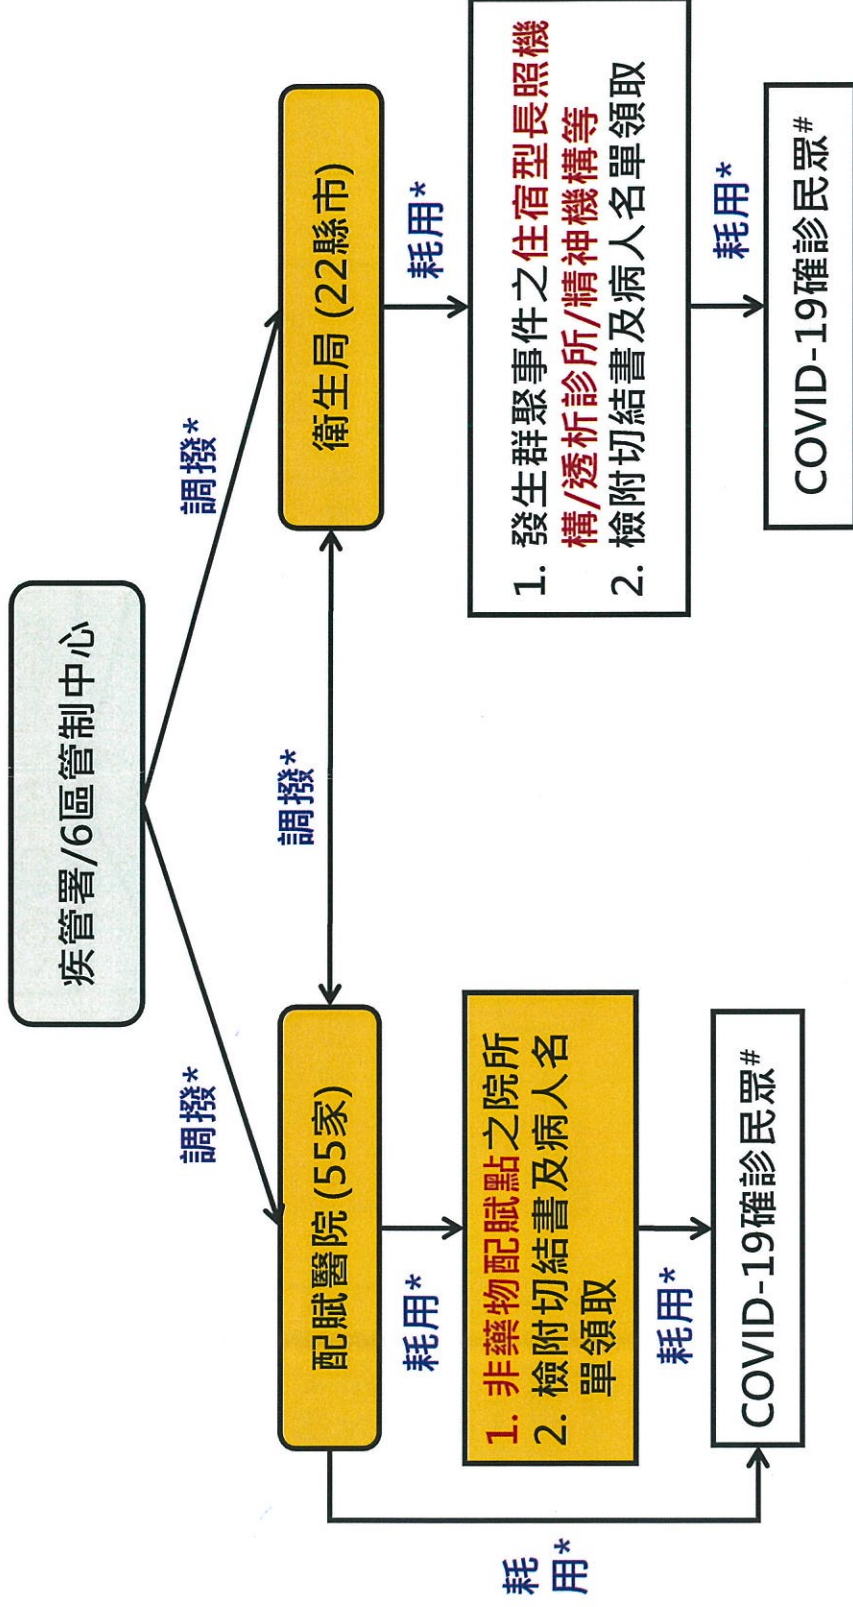 疾管署/6區管制中心
調撥*
調撥*
配賦醫院 (55家)
調撥*
衛生局 (22縣市)
耗用*
耗用*
1. 非藥物配賦點之院所
2. 檢附切結書及病人名
單領取
1. 發生群聚事件之住宿型長照機
構/透析診所/精神機構等
2. 檢附切結書及病人名單領取
耗
用*
耗用*
耗用*
COVID-19確診民眾#
COVID-19確診民眾#